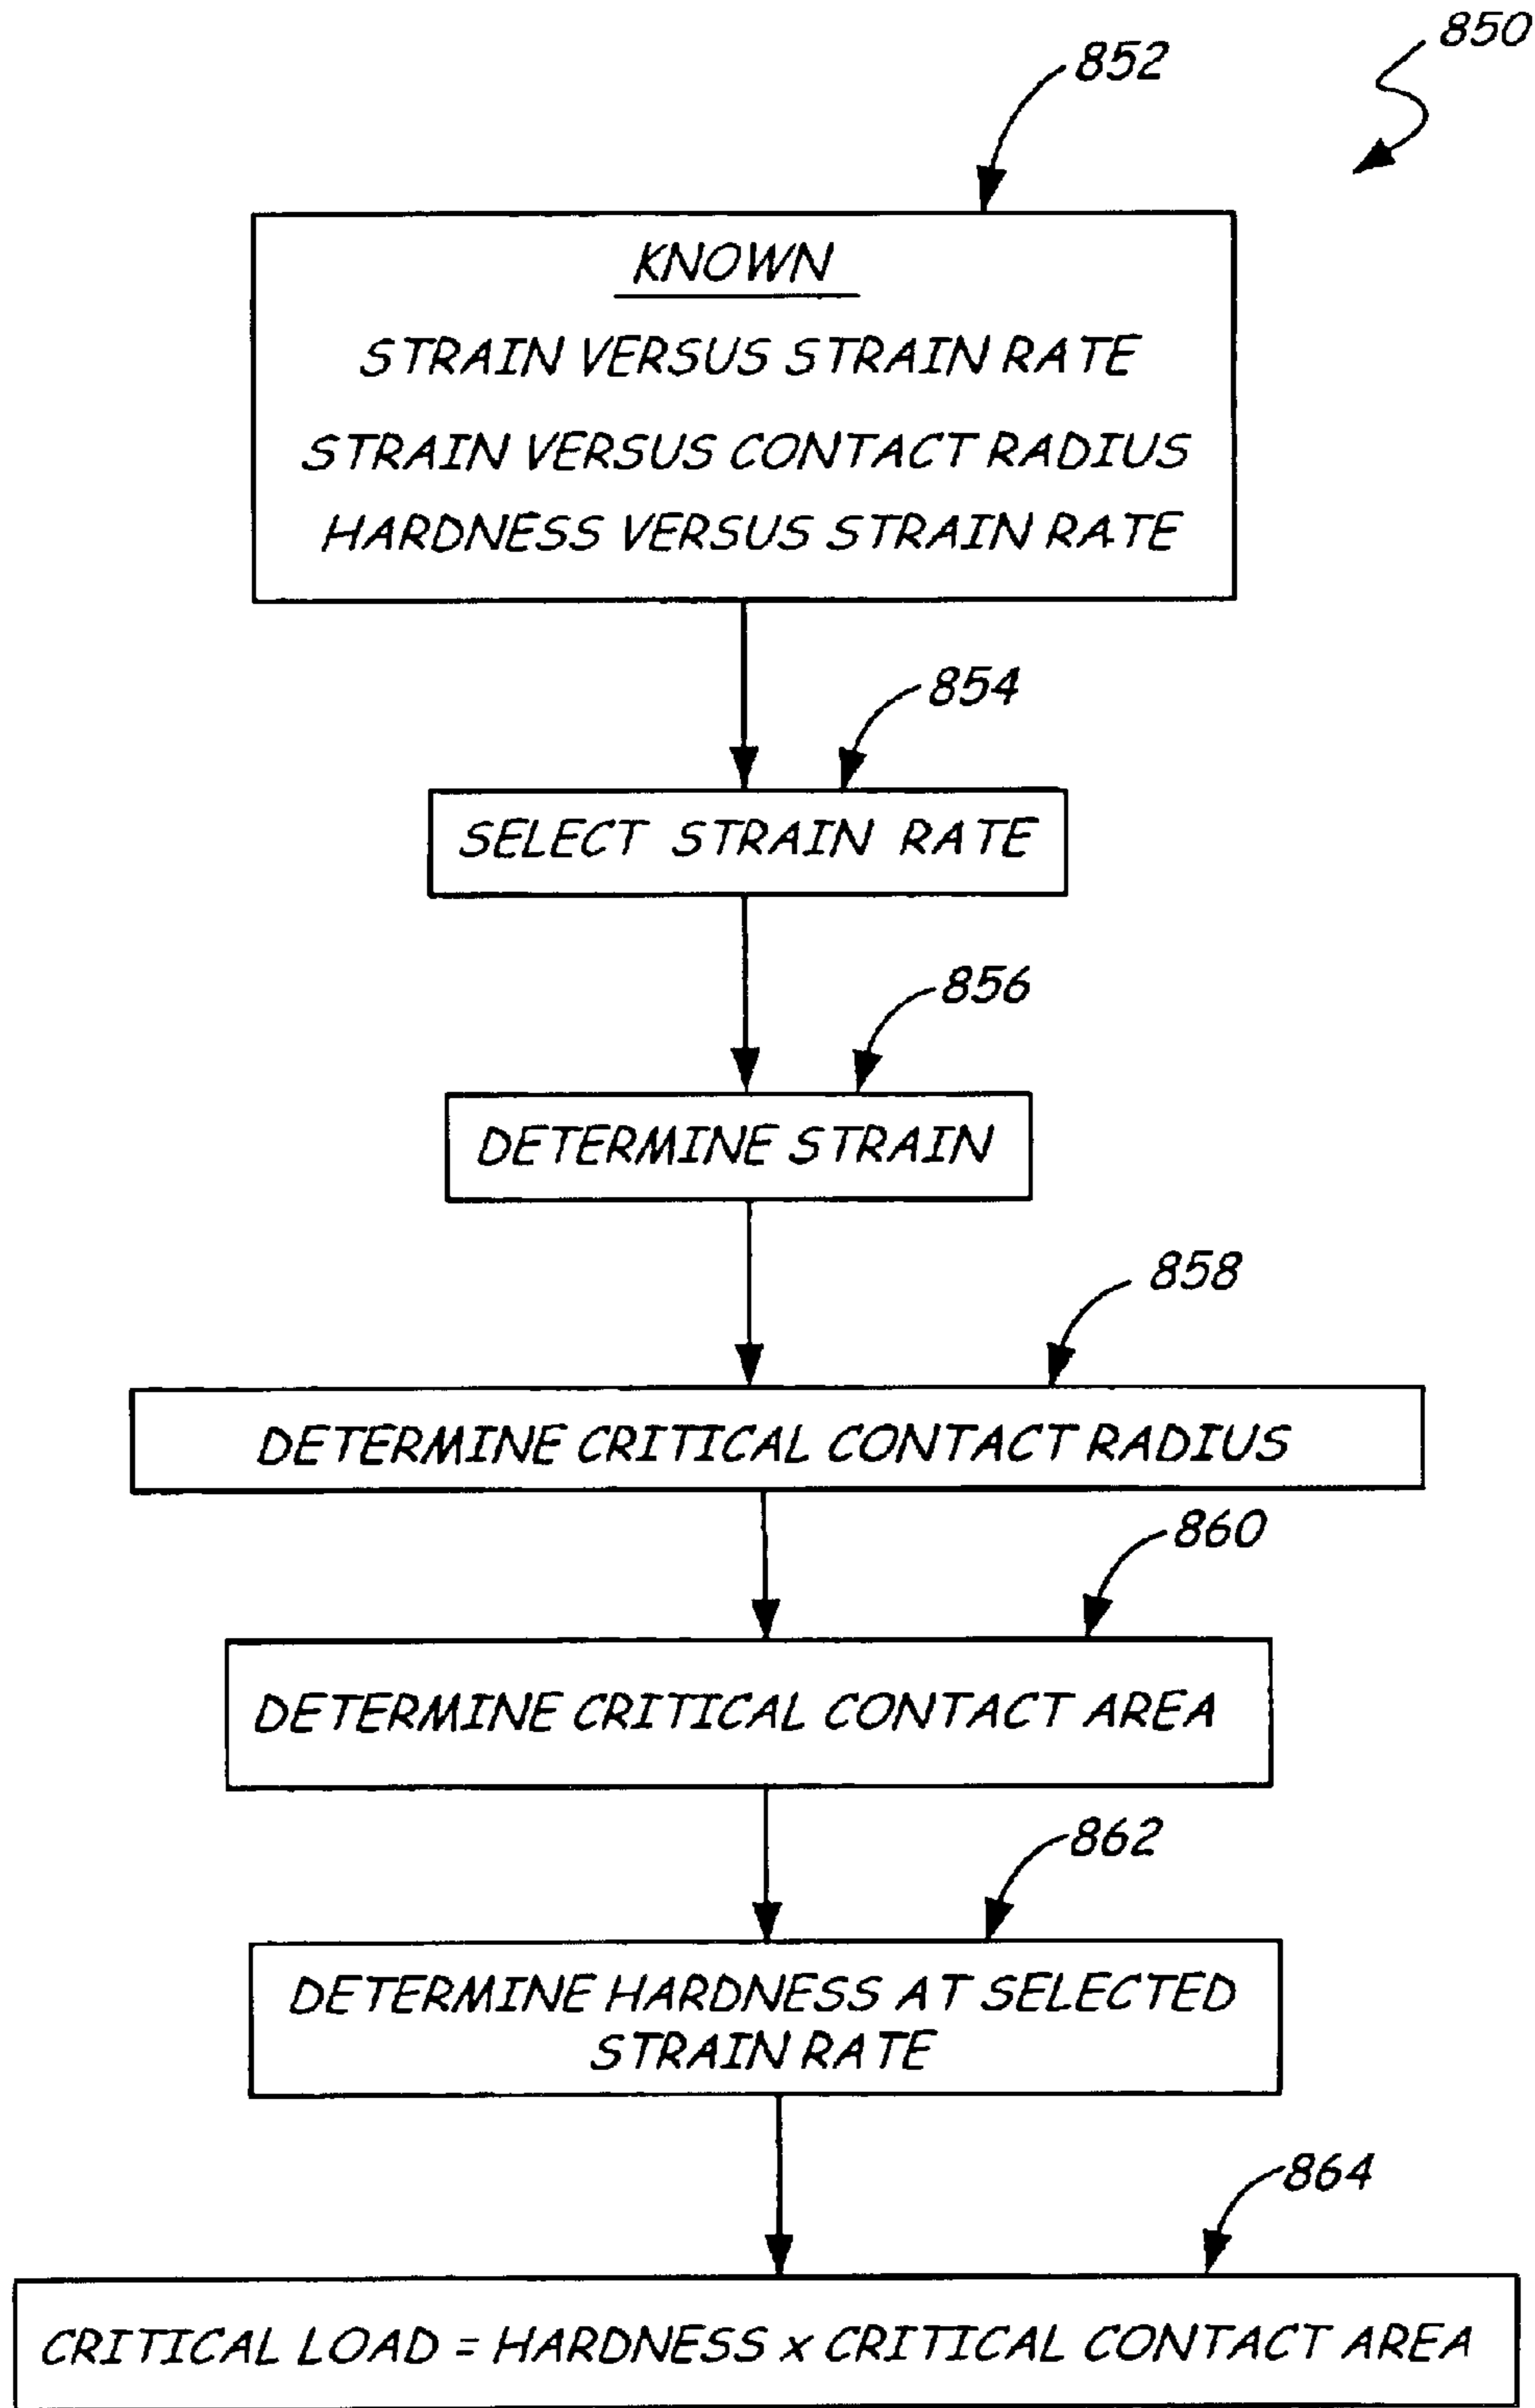 850
852
KNOWN
STRAIN VERSUS STRAIN RATE
STRAIN VERSUS CONTACT RADIUS
HARDNESS VERSUS STRAIN RATE
854
SELECT STRAIN RATE
856
DETERMINE STRAIN
858
DETERMINE CRITICAL CONTACT RADIUS
860
DETERMINE CRITICAL CONTACT AREA
862
DETERMINE HARDNESS AT SELECTED
STRAIN RATE
864
CRITICAL LOAD = HARDNESS x CRITICAL CONTACT AREA